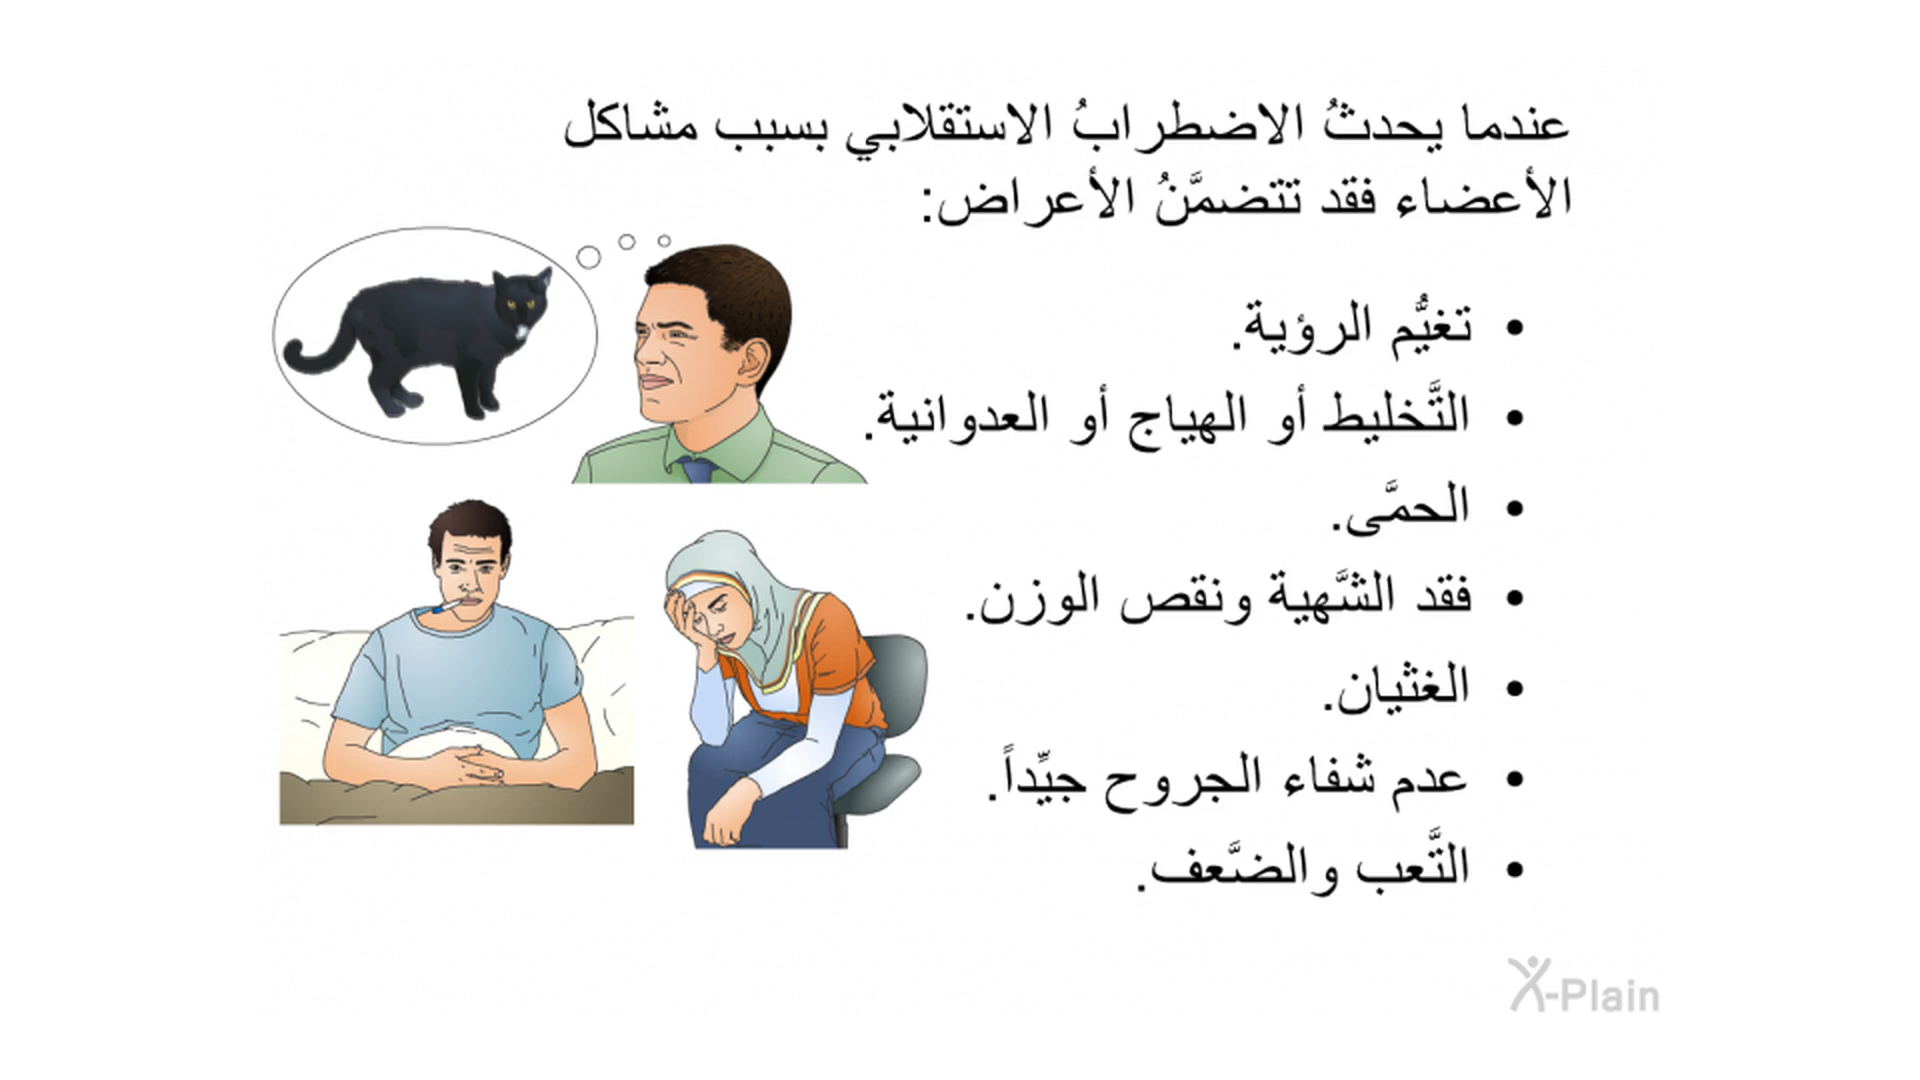 عندما يحدثُ الاضطرابُ الاستقلابي بسبب مشاكل
الأعضاء فقد تتضمَّنُ الأعراض:
• تغيُّم الرؤية.
• التَّخليط أو الهياج أو العدوانية.
• الحمَّى.
• فقد الشَّهية ونقص الوزن.
• الغثيان.
• عدم شفاء الجروح جيِّداً.
• التَّعب والضَّعف.
X-Plain